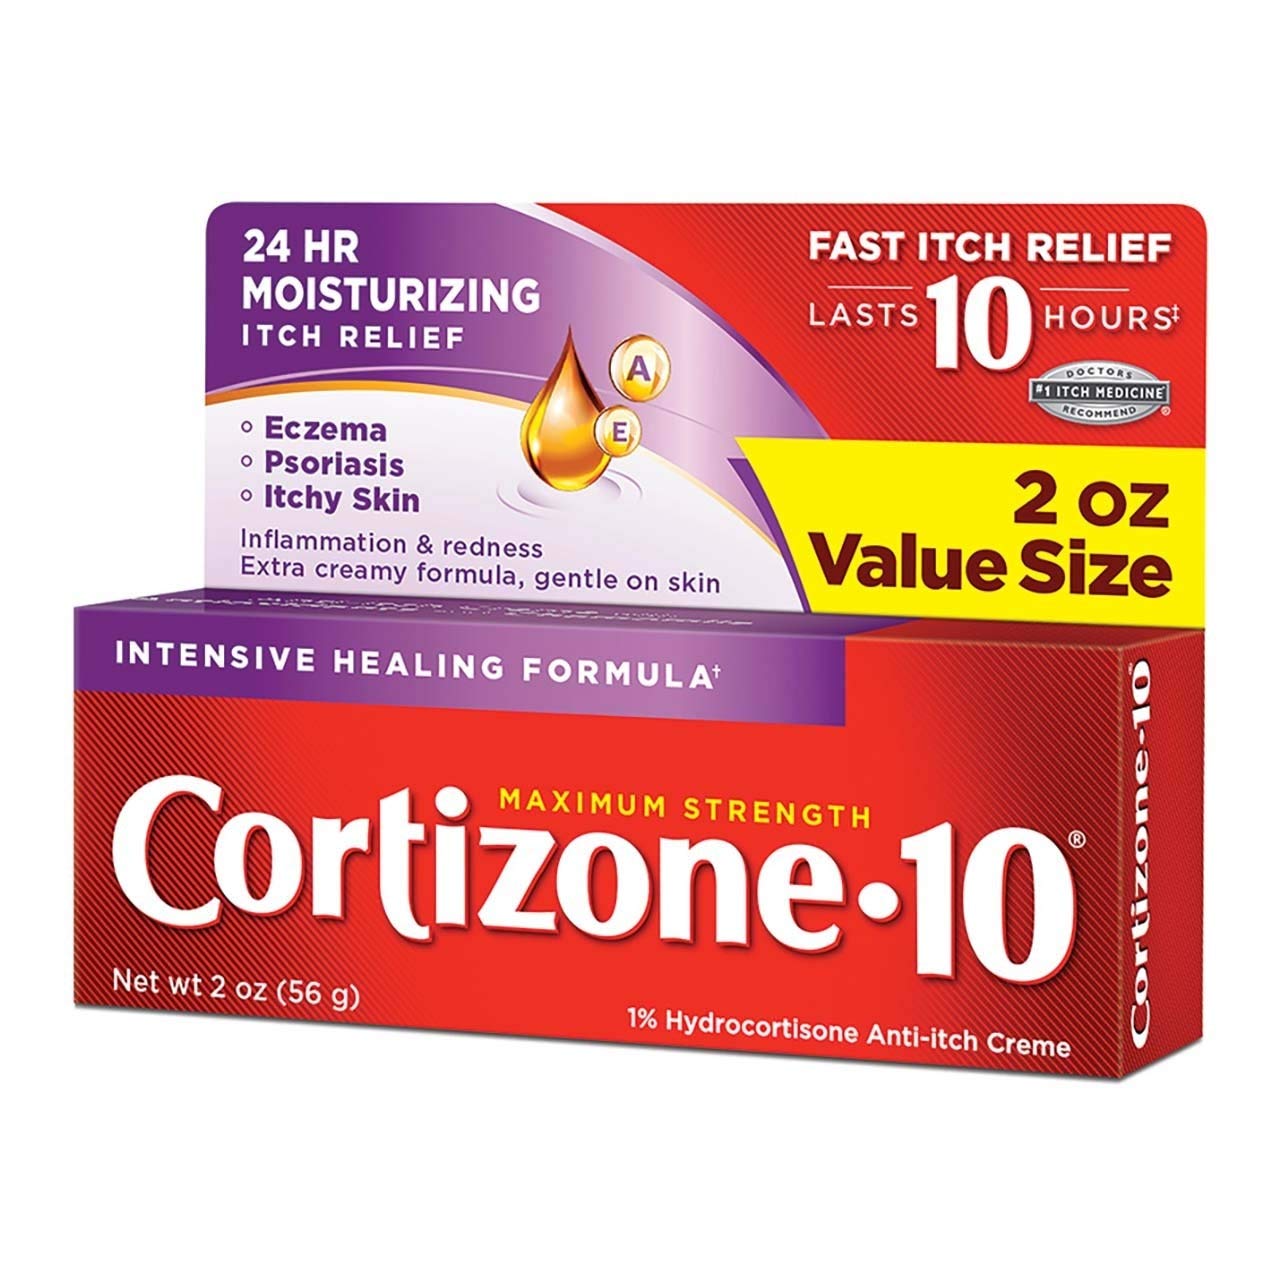 24 HR
MOISTURIZING
ITCH RELIEF
Eczema
Psoriasis
Itchy Skin
Inflammation & redness
Extra creamy formula, gentle on skin
A
E
FAST ITCH RELIEF
LASTS 10 HOURS‡
DOCTORS
#1 ITCH MEDICINE
RECOMMEND®
2 oz
Value Size
INTENSIVE HEALING FORMULA†
MAXIMUM STRENGTH
Cortizone•10®
Net wt 2 oz (56 g)
1% Hydrocortisone Anti-itch Creme
Cortizone•10®